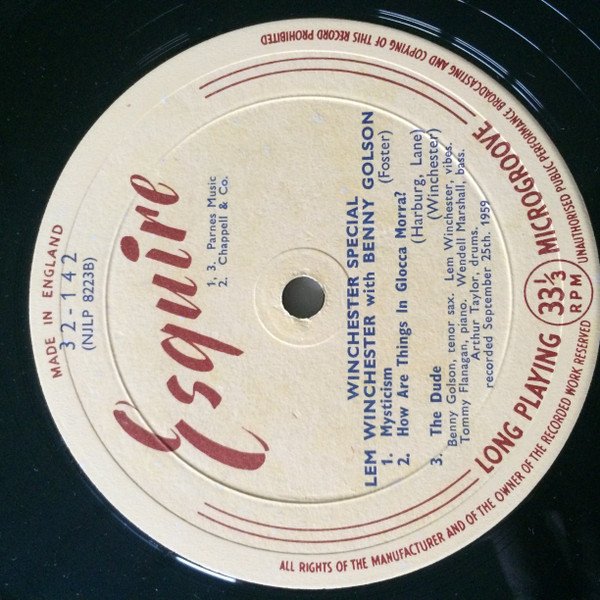 MADE IN ENGLAND
32-142
(NJLP 8223B)
Esquire
1. 3. Parnes Music
2. Chappell & Co.
WINCHESTER SPECIAL
LEM WINCHESTER with BENNY GOLSON
1. Mysticism (Foster)
2. How Are Things In Glocca Morra?
(Harburg, Lane)
3. The Dude (Winchester)
Benny Golson, tenor sax. Lem Winchester, vibes.
Tommy Flanagan, piano. Wendell Marshall, bass.
Arthur Taylor, drums.
recorded September 25th. 1959
LONG PLAYING 33⅓ RPM MICROGROOVE
ALL RIGHTS OF THE MANUFACTURER AND OF THE OWNER OF THE RECORDED WORK RESERVED UNAUTHORISED PUBLIC PERFORMANCE BROADCASTING AND COPYING OF THIS RECORD PROHIBITED